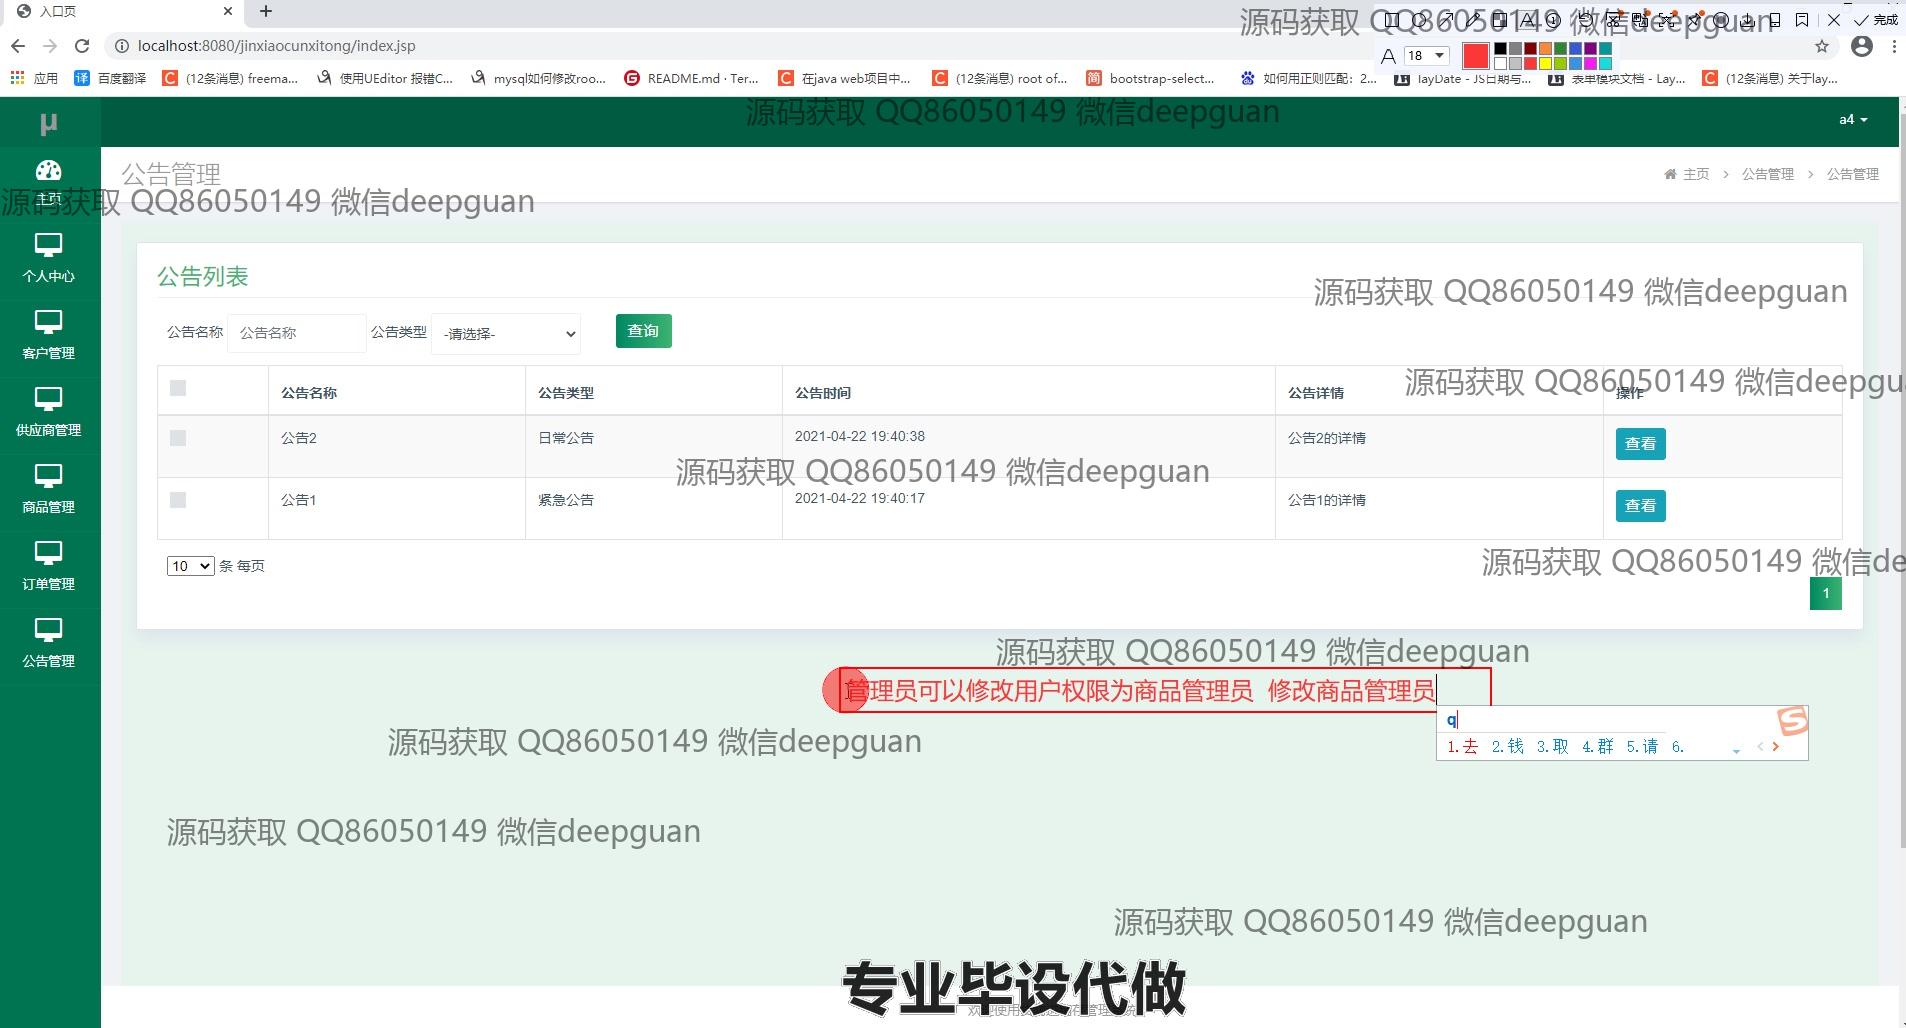 入口页
源码获取 QQ86050149 微信deepguan
完成
localhost:8080/jinxiaocunxitong/index.jsp
A 18
应用 百度翻译 (12条消息) freema... 使用UEditor 报错C... mysql如何修改roo... README.md · Ter... 在java web项目中... (12条消息) root of... bootstrap-select... 如何用正则匹配：2... layDate - JS日期与... 表单模块文档 - Lay... (12条消息) 关于lay...
源码获取 QQ86050149 微信deepguan
μ
a4
公告管理
主页 > 公告管理 > 公告管理
主页
源码获取 QQ86050149 微信deepguan
个人中心
客户管理
供应商管理
商品管理
订单管理
公告管理
公告列表
源码获取 QQ86050149 微信deepguan
公告名称 公告名称 公告类型 -请选择- 查询
源码获取 QQ86050149 微信deepgu
公告名称 公告类型 公告时间 公告详情 操作
公告2 日常公告 2021-04-22 19:40:38 公告2的详情 查看
源码获取 QQ86050149 微信deepguan
公告1 紧急公告 2021-04-22 19:40:17 公告1的详情 查看
10 条 每页
源码获取 QQ86050149 微信de
1
源码获取 QQ86050149 微信deepguan
管理员可以修改用户权限为商品管理员 修改商品管理员
q
1.去 2.钱 3.取 4.群 5.请 6.
源码获取 QQ86050149 微信deepguan
源码获取 QQ86050149 微信deepguan
源码获取 QQ86050149 微信deepguan
专业毕设代做